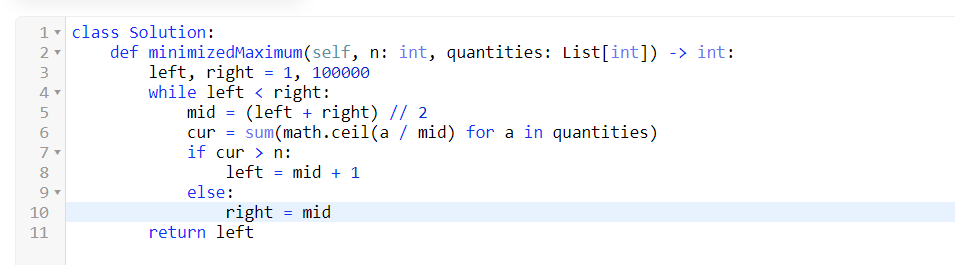 1 class Solution:
2     def minimizedMaximum(self, n: int, quantities: List[int]) -> int:
3         left, right = 1, 100000
4         while left < right:
5             mid = (left + right) // 2
6             cur = sum(math.ceil(a / mid) for a in quantities)
7             if cur > n:
8                 left = mid + 1
9             else:
10                 right = mid
11         return left